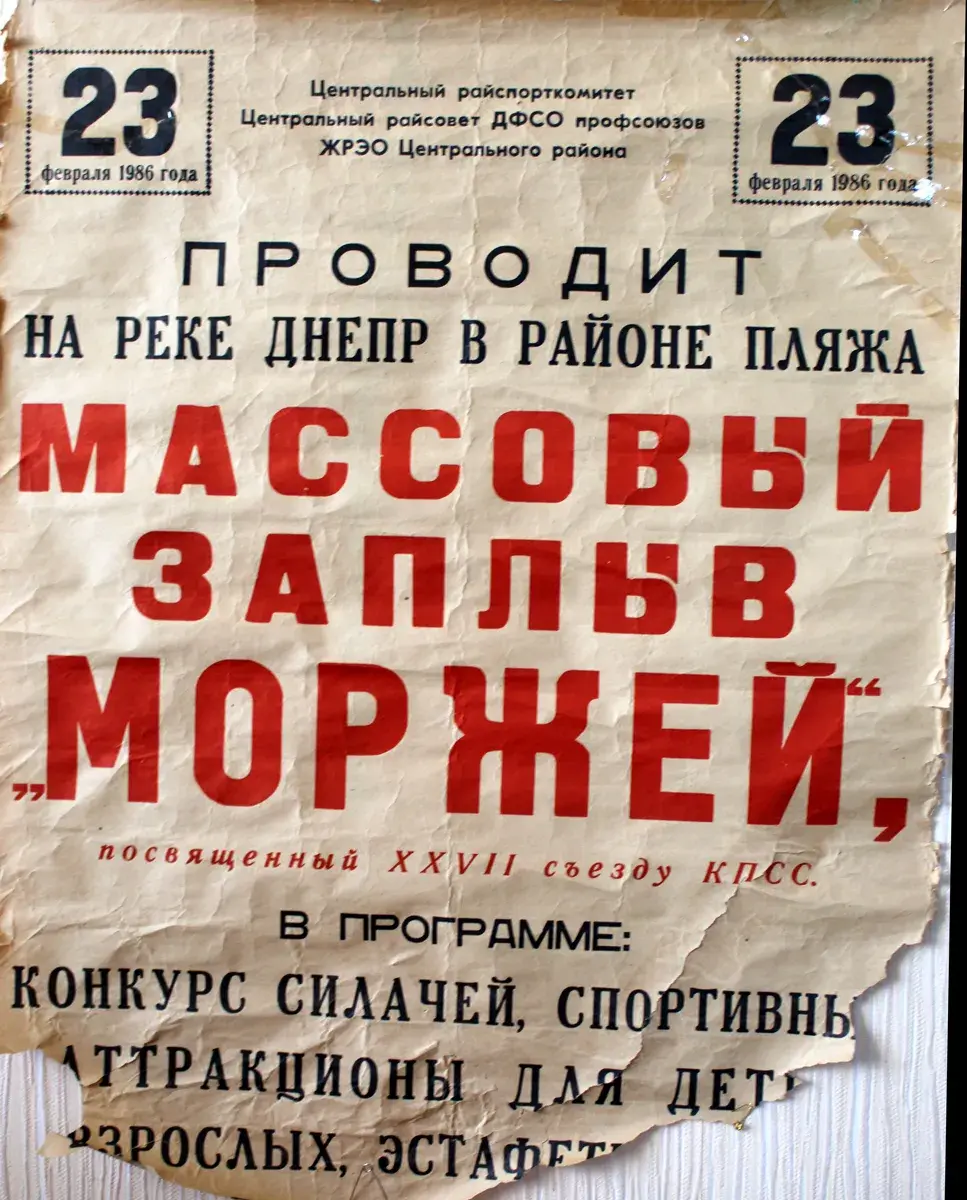 23
февраля 1986 года
Центральный райспорткомитет
Центральный райсовет ДФСО профсоюзов
ЖРЭО Центрального района
23
февраля 1986 года
ПРОВОДИТ
НА РЕКЕ ДНЕПР В РАЙОНЕ ПЛЯЖА
МАССОВЫЙ
ЗАПЛЫВ
„МОРЖЕЙ“,
посвященный XXVII съезду КПСС.
В ПРОГРАММЕ:
КОНКУРС СИЛАЧЕЙ, СПОРТИВНЫ
АТТРАКЦИОНЫ ДЛЯ ДЕТ
ВЗРОСЛЫХ, ЭСТАФЕТ